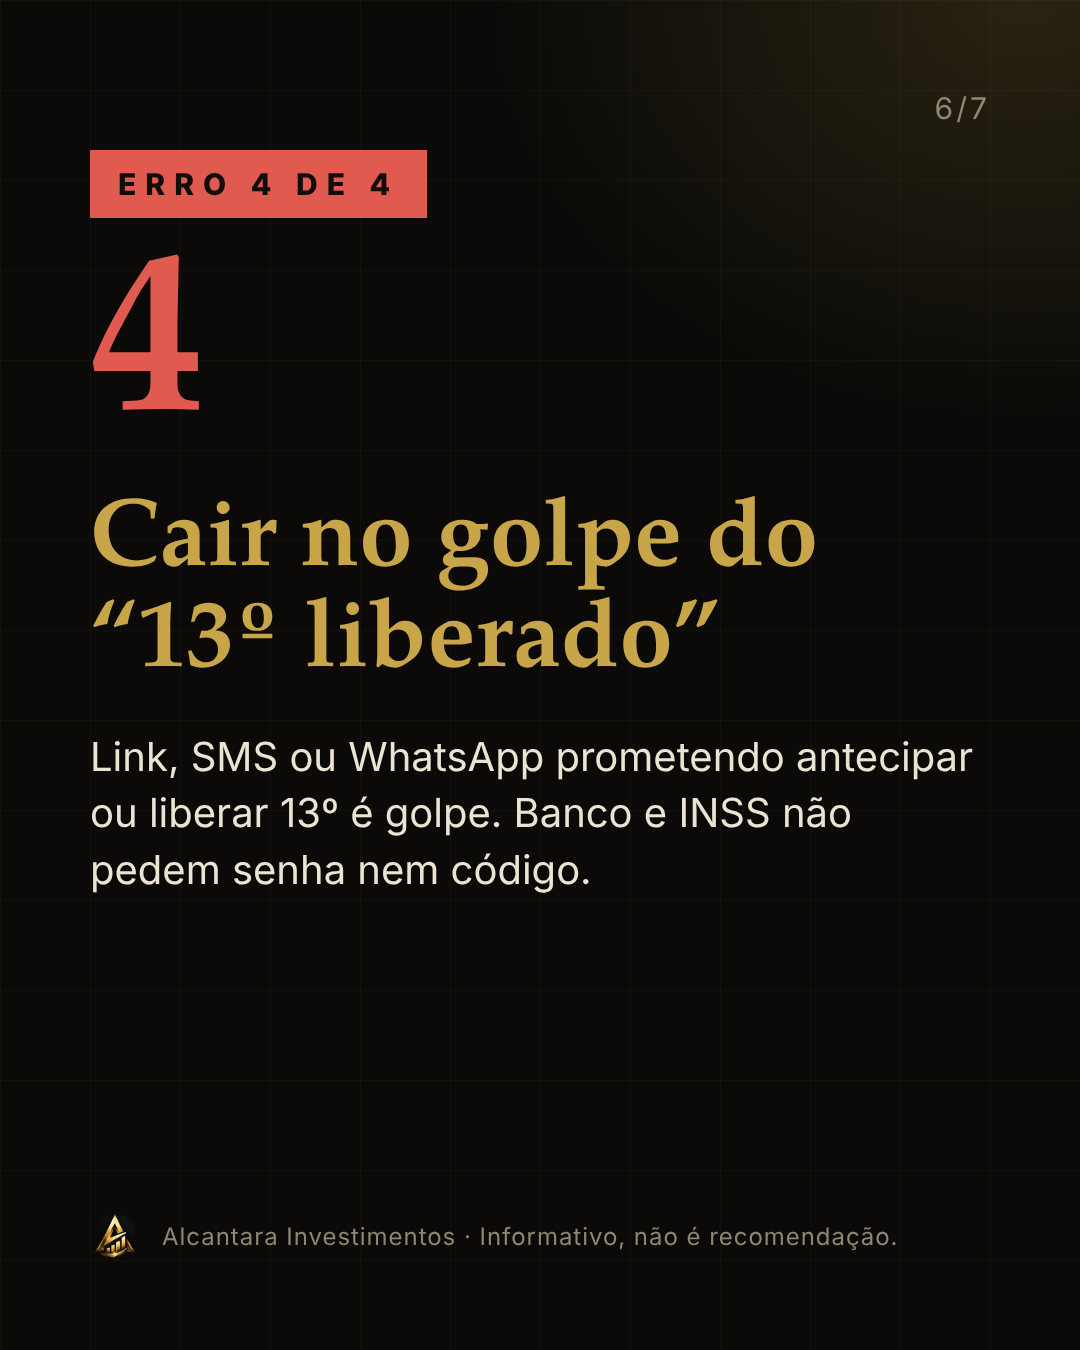 6/7
ERRO 4 DE 4
4
Cair no golpe do
“13º liberado”
Link, SMS ou WhatsApp prometendo antecipar
ou liberar 13º é golpe. Banco e INSS não
pedem senha nem código.
Alcantara Investimentos · Informativo, não é recomendação.